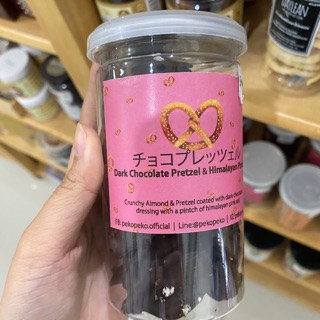 チョコプレッツェル
Dark Chocolate Pretzel & Himalayan
Crunchy Almond & Pretzel coated with dark chocolate
dressing with a pintch of himalayan pink salt
FB:pekopeko.official | Line:@pekopeko |